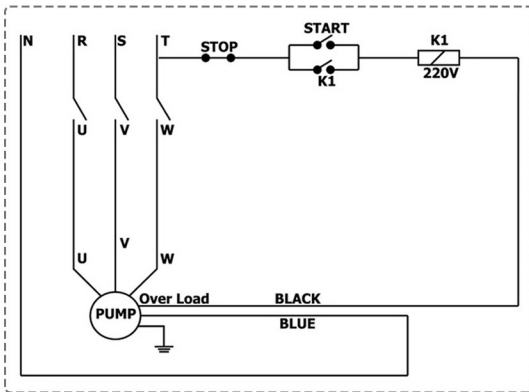 N R S T
STOP
START
K1
K1
220V
U V W
V
U W
Over Load BLACK
PUMP
BLUE